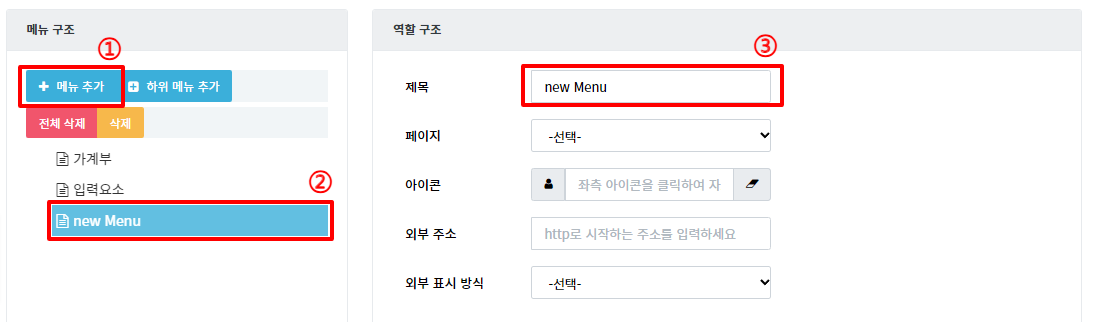 메뉴 구조
①
메뉴 추가
하위 메뉴 추가
전체 삭제
삭제
가계부
입력요소
②
new Menu
역할 구조
③
제목
new Menu
페이지
-선택-
아이콘
좌측 아이콘을 클릭하여 자
외부 주소
http로 시작하는 주소를 입력하세요
외부 표시 방식
-선택-